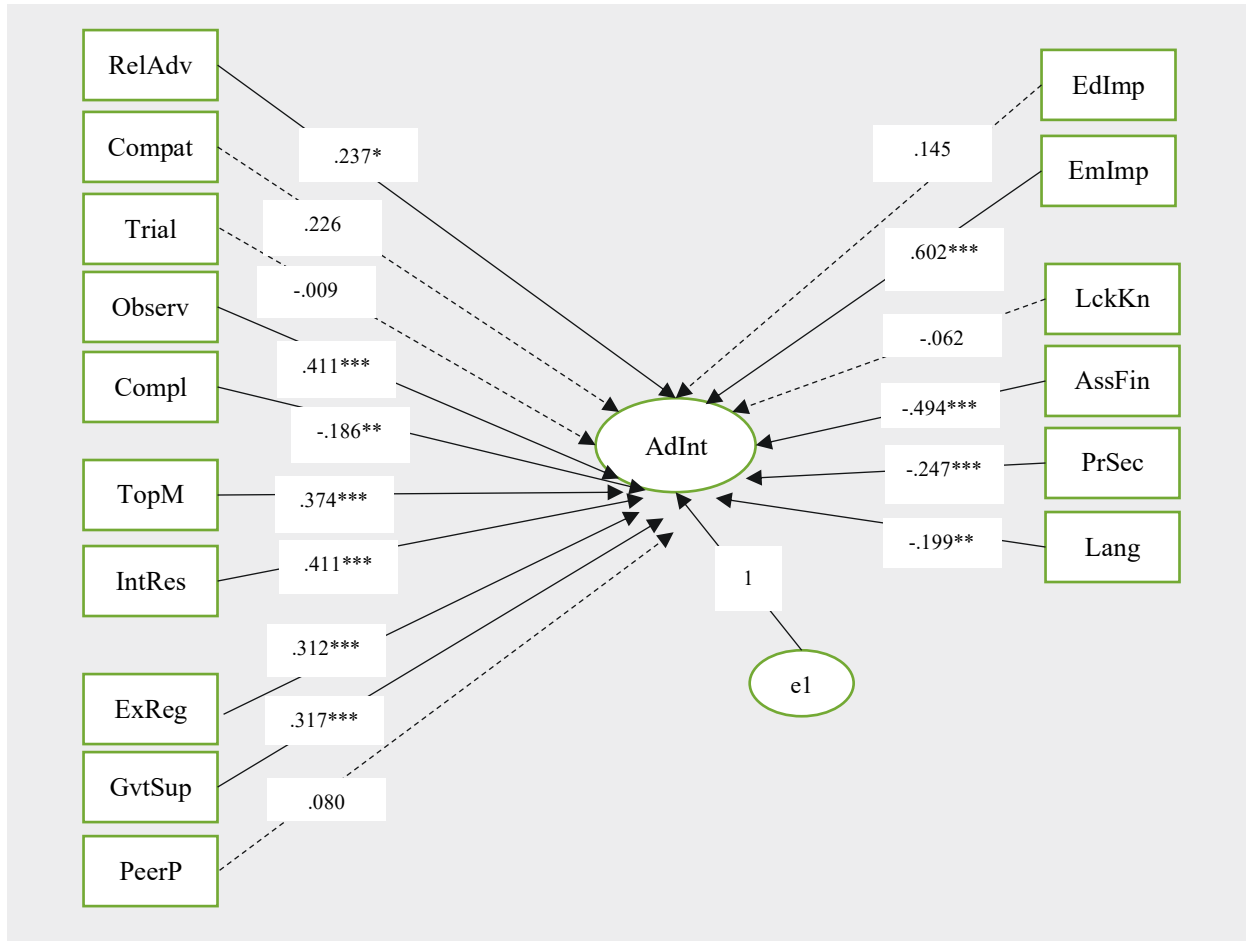 RelAdv
.237*
Compat
.226
Trial
-.009
Observ
.411***
Compl
-.186**
TopM
.374***
IntRes
.411***
ExReg
.312***
GvtSup
.317***
PeerP
.080
AdInt
1
e1
EdImp
.145
EmImp
.602***
LckKn
-.062
AssFin
-.494***
PrSec
-.247***
Lang
-.199**